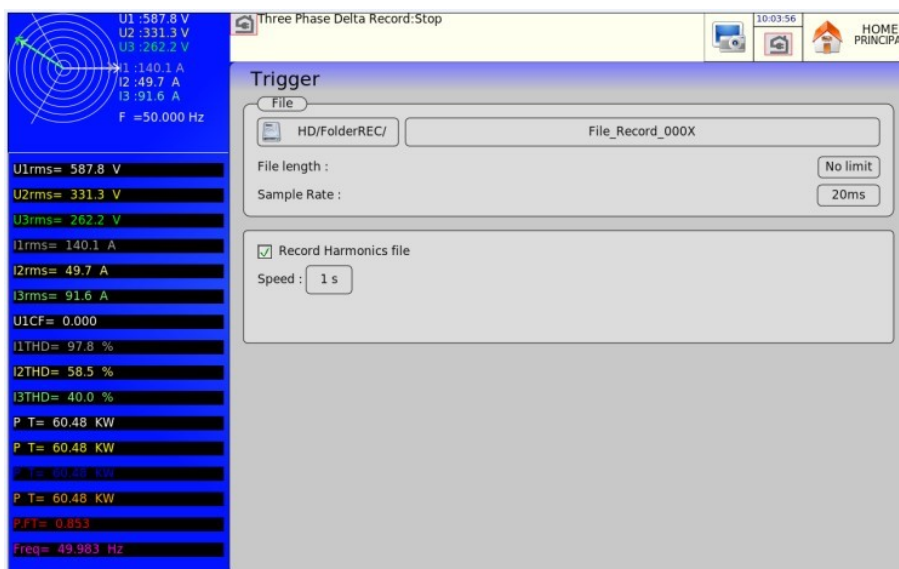 U1 :587.8 V
U2 :331.3 V
U3 :262.2 V
I1 :140.1 A
I2 :49.7 A
I3 :91.6 A
F =50.000 Hz
U1rms= 587.8 V
U2rms= 331.3 V
U3rms= 262.2 V
I1rms= 140.1 A
I2rms= 49.7 A
I3rms= 91.6 A
U1CF= 0.000
I1THD= 97.8 %
I2THD= 58.5 %
I3THD= 40.0 %
P T= 60.48 KW
P T= 60.48 KW
P T= 60.48 KW
P T= 60.48 KW
P.FT= 0.853
Freq= 49.983 Hz
Three Phase Delta Record:Stop
10:03:56
HOME
PRINCIPA
Trigger
File
HD/FolderREC/ File_Record_000X
File length : No limit
Sample Rate : 20ms
Record Harmonics file
Speed : 1 s